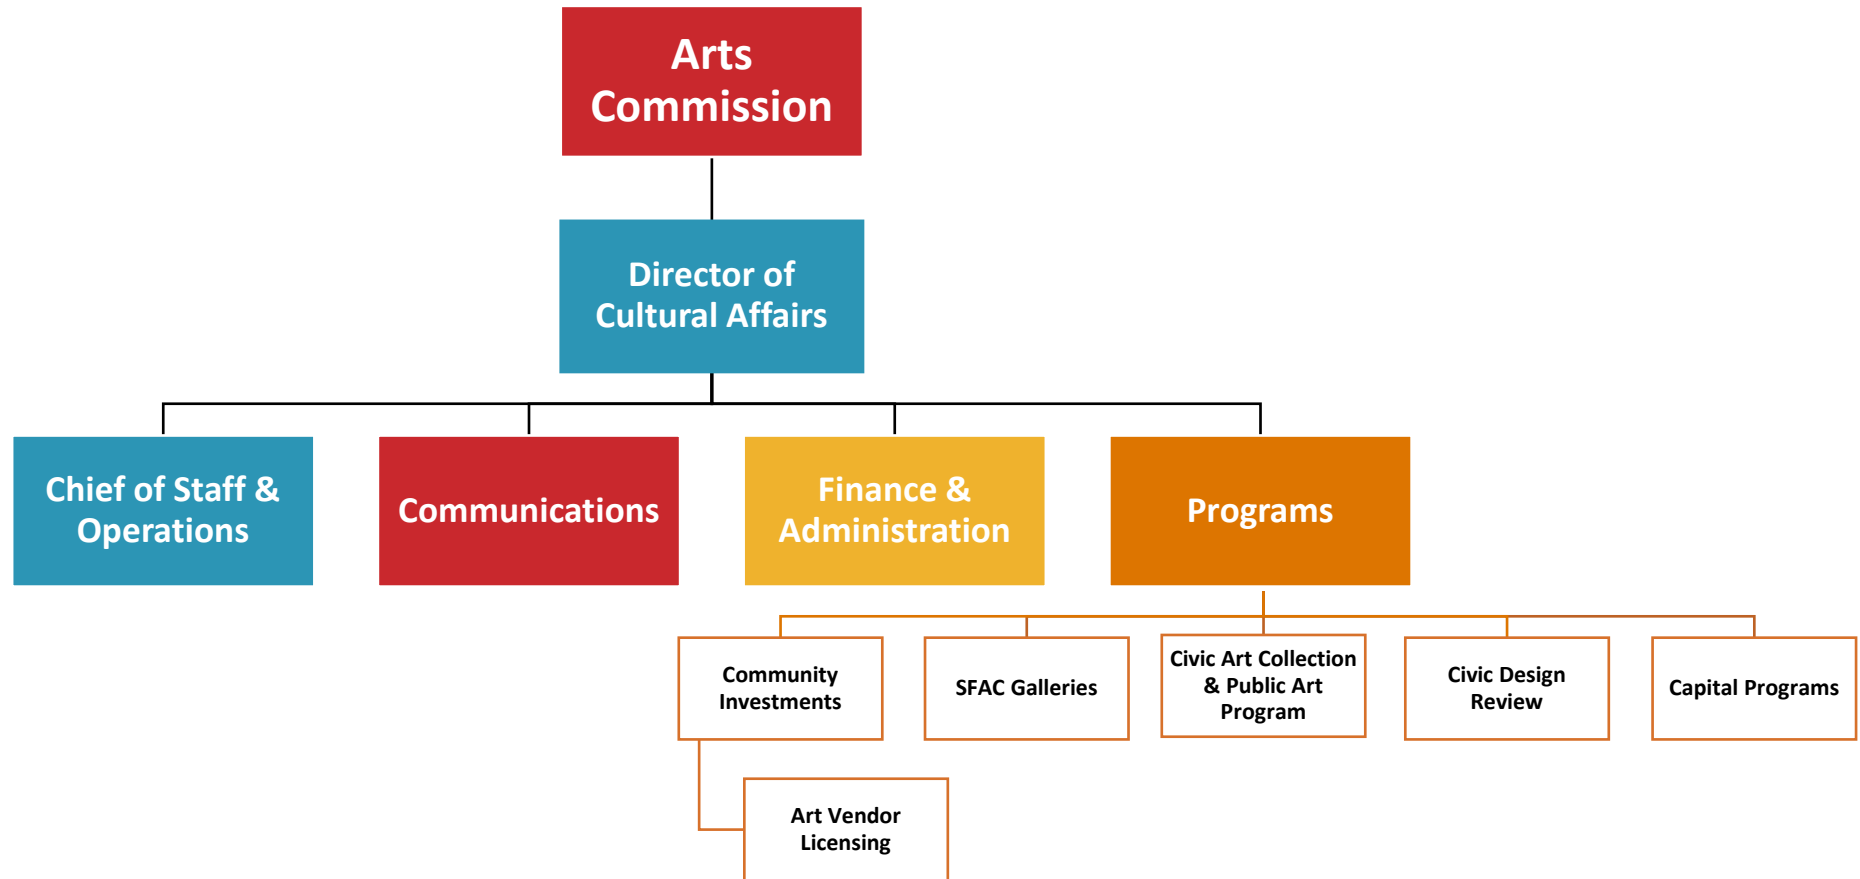 Arts
Commission
Director of
Cultural Affairs
Chief of Staff &
Operations
Communications
Finance &
Administration
Programs
Community
Investments
SFAC Galleries
Civic Art Collection
& Public Art
Program
Civic Design
Review
Capital Programs
Art Vendor
Licensing